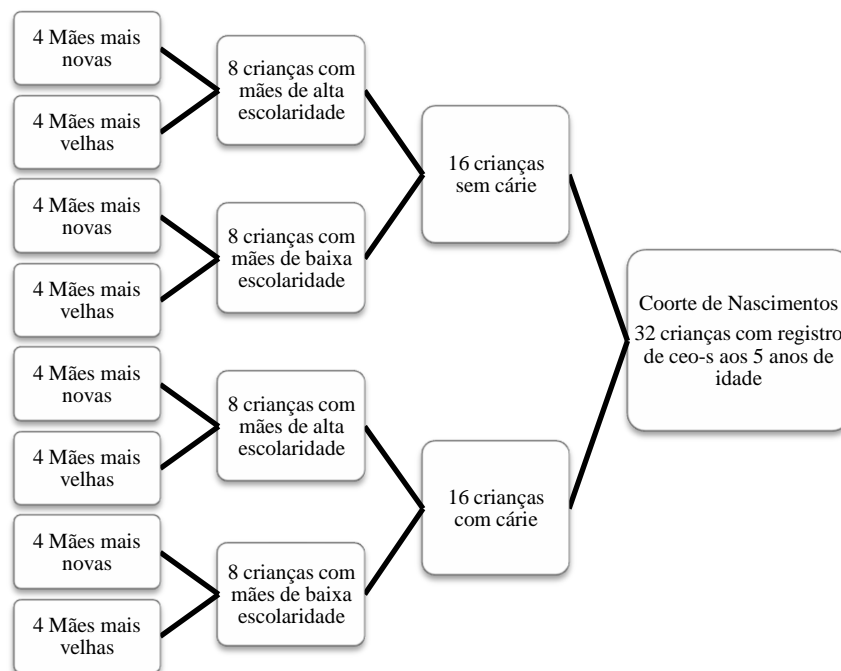 4 Mães mais
novas
4 Mães mais
velhas
4 Mães mais
novas
4 Mães mais
velhas
4 Mães mais
novas
4 Mães mais
velhas
4 Mães mais
novas
4 Mães mais
velhas
8 crianças com
mães de alta
escolaridade
8 crianças com
mães de baixa
escolaridade
8 crianças com
mães de alta
escolaridade
8 crianças com
mães de baixa
escolaridade
16 crianças
sem cárie
16 crianças
com cárie
Coorte de Nascimentos
32 crianças com registro
de ceo-s aos 5 anos de
idade